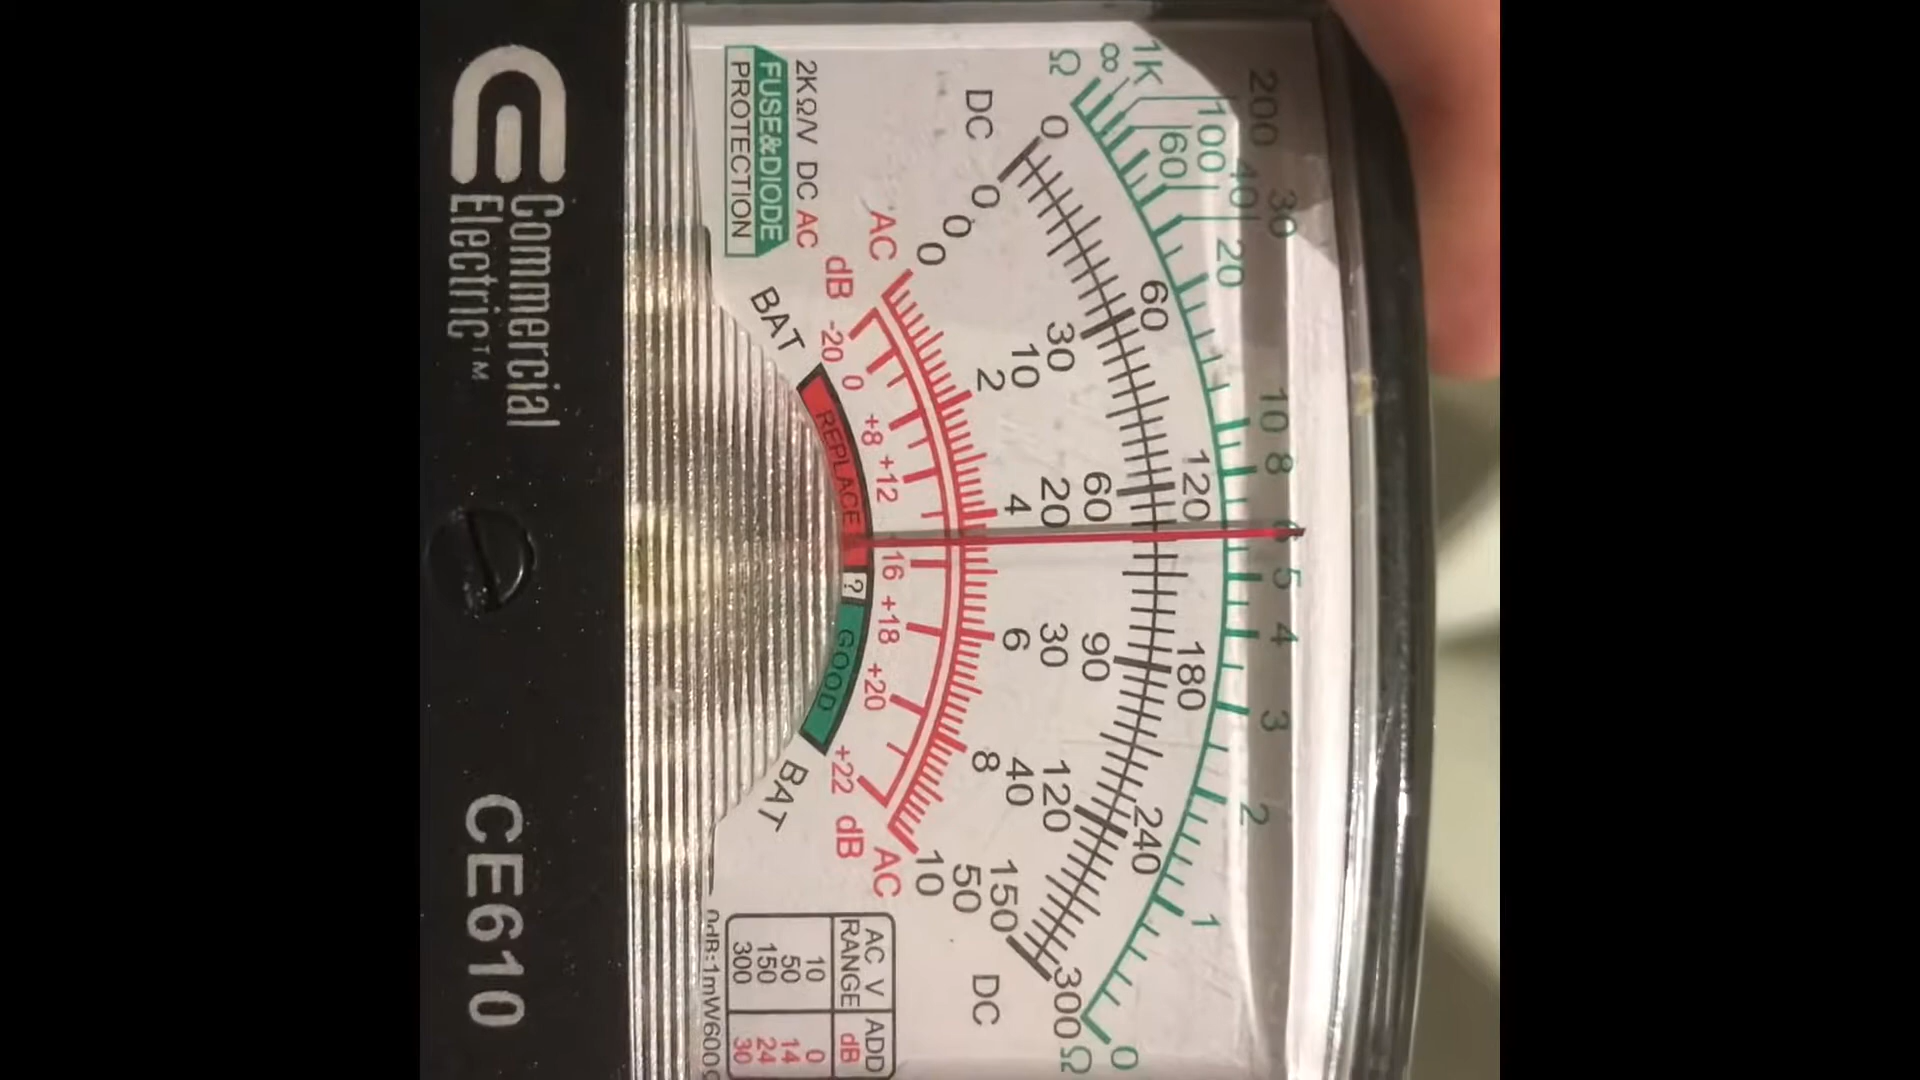 Ω ∞ 1K 200 100 60 40 30 20 10 8 6 5 4 3 2 1 0 Ω
DC 0 60 120 180 240 300 DC
0 30 60 90 120 150
0 10 20 30 40 50
0 2 4 6 8 10
AC AC
dB -20 0 +8 +12 16 +18 +20 +22 dB
BAT REPLACE ? GOOD BAT
2KΩ/V DC AC
FUSE&DIODE
PROTECTION
AC V RANGE ADD dB
10 0
50 14
150 24
300 30
0dB:1mW600Ω
Commercial
Electric™
CE610